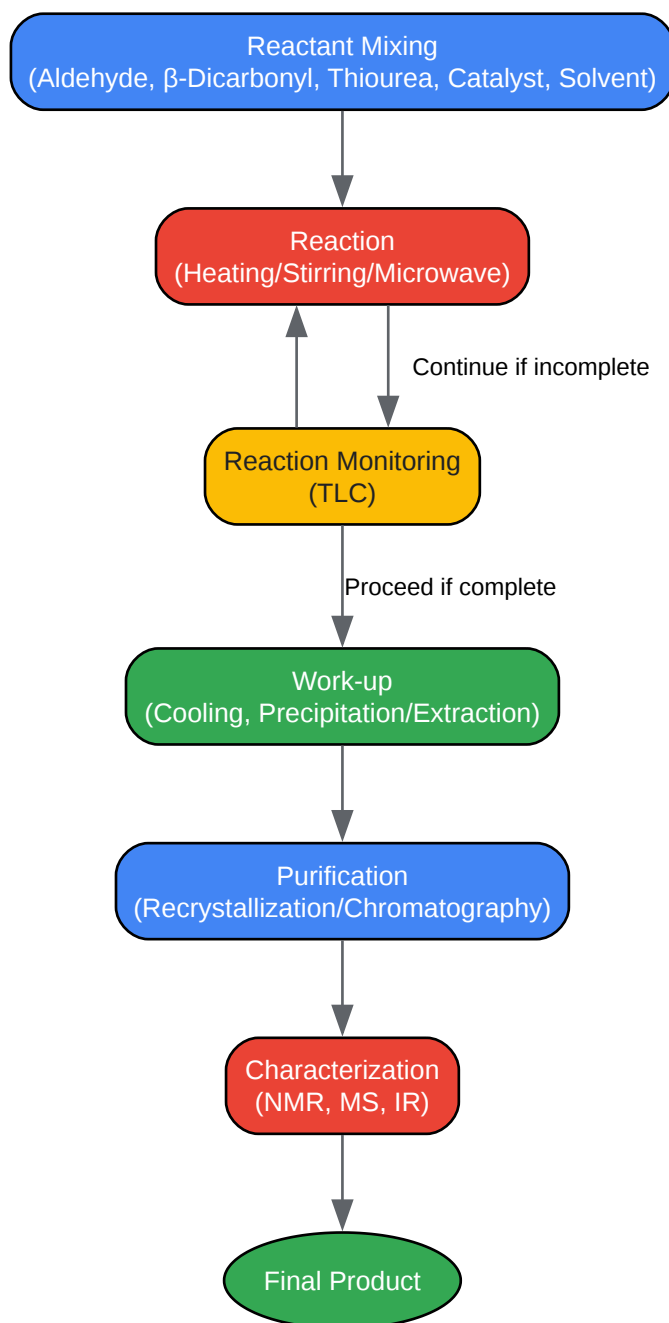 Reactant Mixing
(Aldehyde, β-Dicarbonyl, Thiourea, Catalyst, Solvent)
Reaction
(Heating/Stirring/Microwave)
Continue if incomplete
Reaction Monitoring
(TLC)
Proceed if complete
Work-up
(Cooling, Precipitation/Extraction)
Purification
(Recrystallization/Chromatography)
Characterization
(NMR, MS, IR)
Final Product